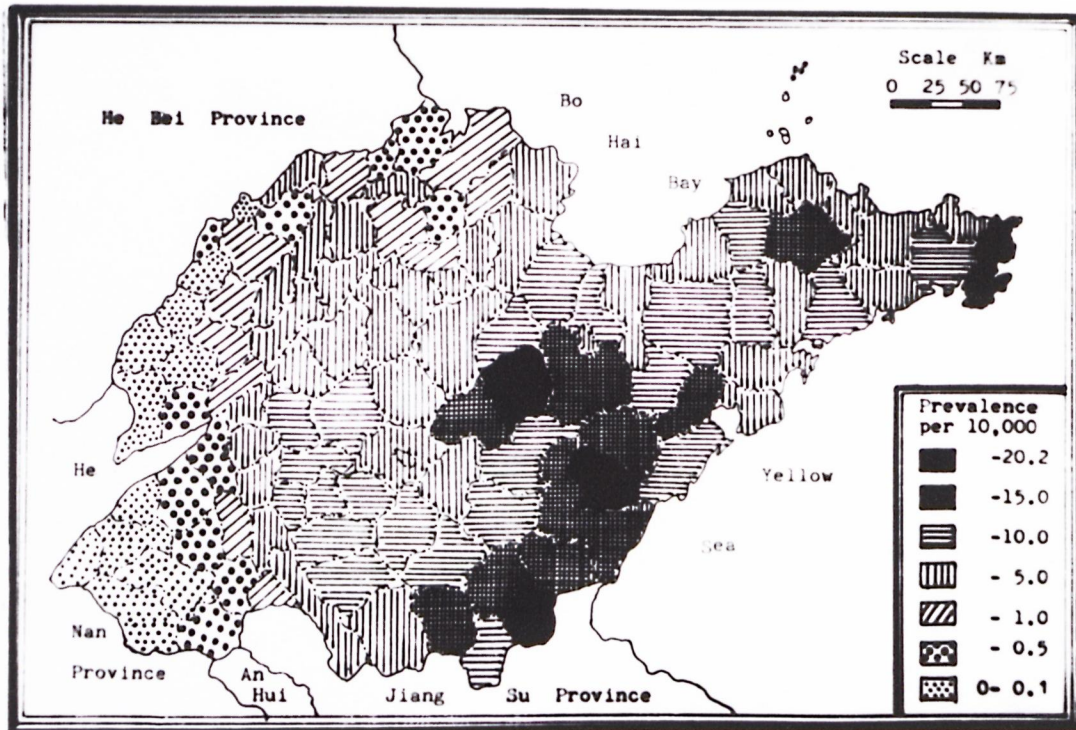 Scale Km
0 25 50 75
He Bei Province
Bo
Hai
Bay
He
Nan
Province
An
Hui
Jiang Su Province
Yellow
Sea
Prevalence
per 10,000
-20.2
-15.0
-10.0
- 5.0
- 1.0
- 0.5
0- 0.1